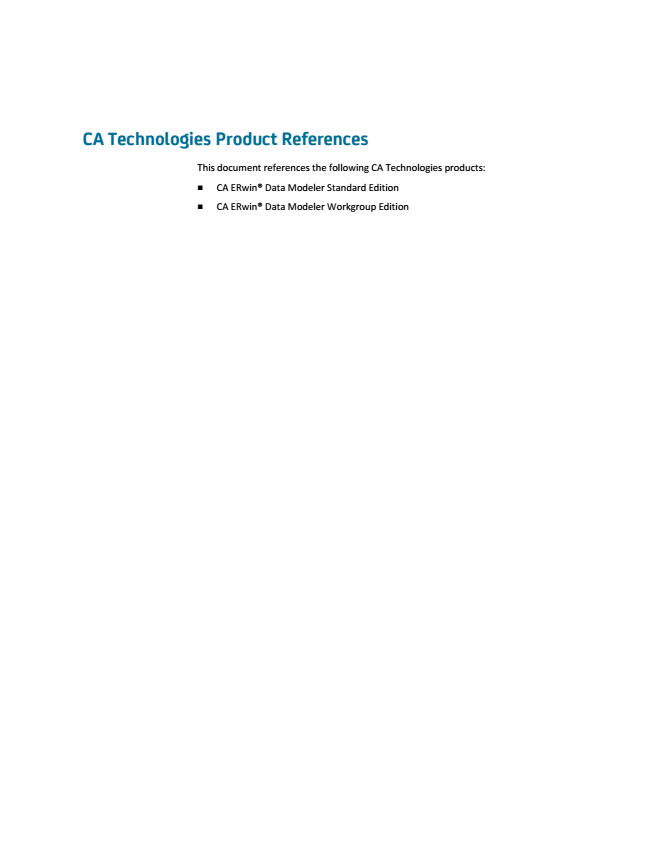 CA Technologies Product References
This document references the following CA Technologies products:
■ CA ERwin® Data Modeler Standard Edition
■ CA ERwin® Data Modeler Workgroup Edition